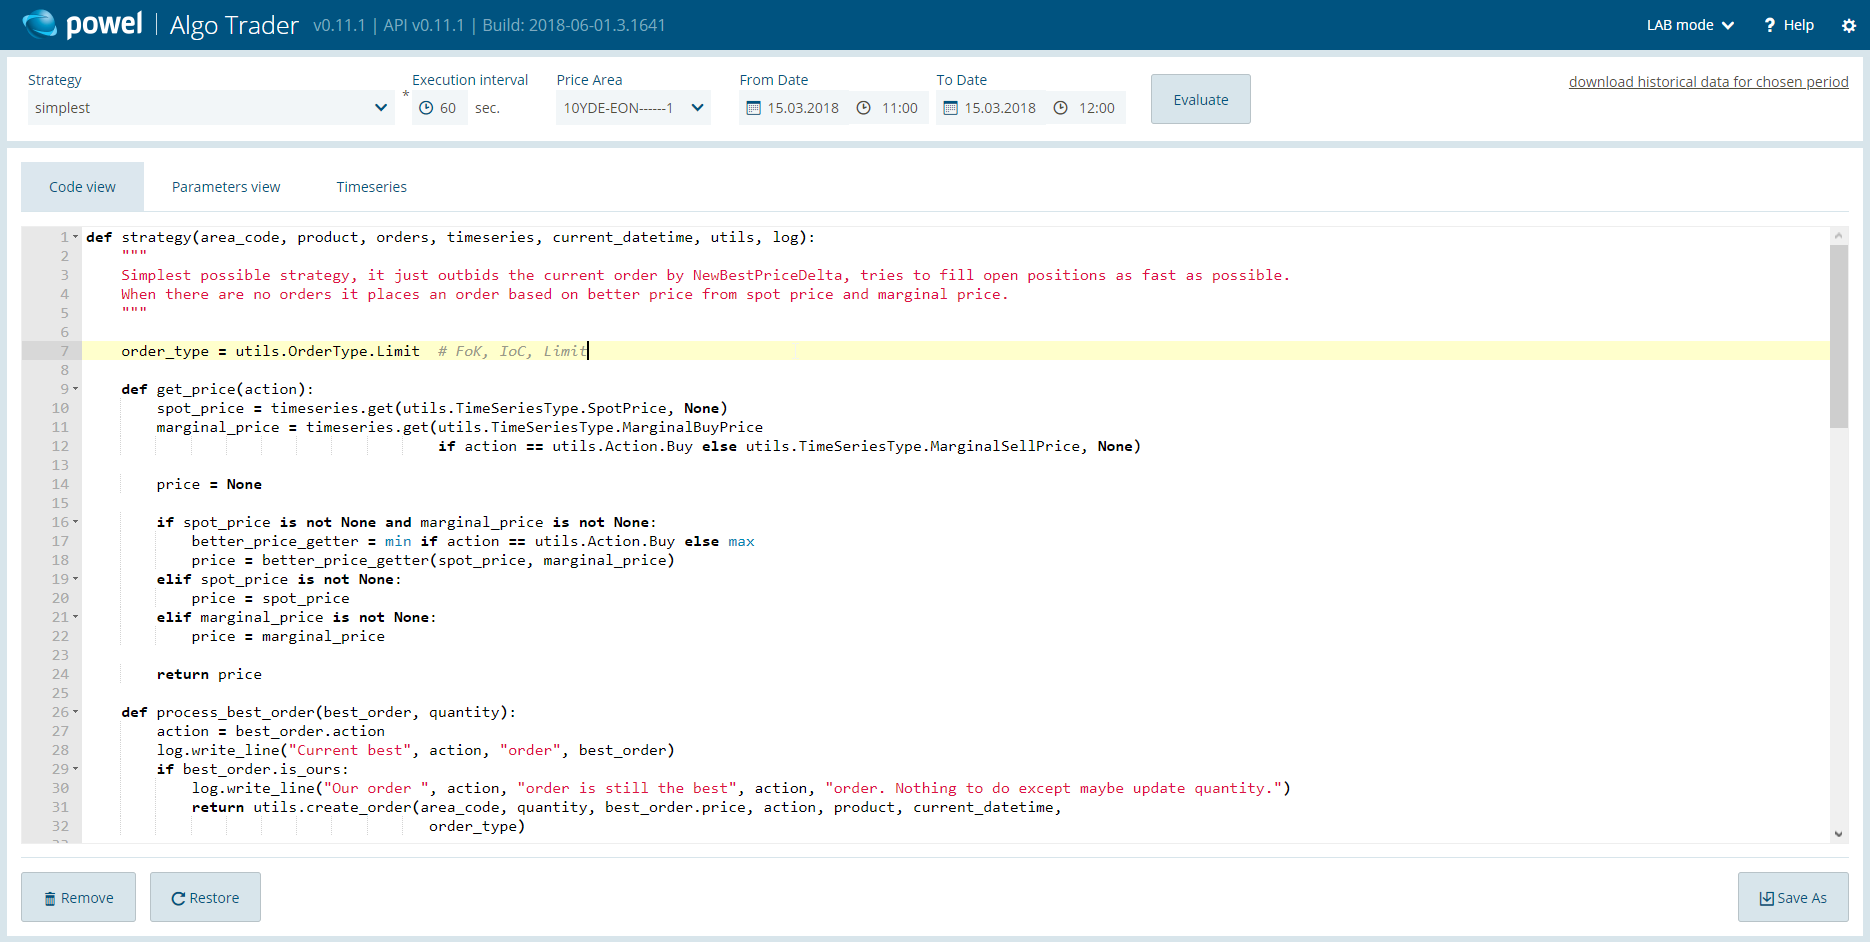 powel | Algo Trader v0.11.1 | API v0.11.1 | Build: 2018-06-01.3.1641
LAB mode ? Help
Strategy
simplest
*
Execution interval
60 sec.
Price Area
10YDE-EON------1
From Date
15.03.2018 11:00
To Date
15.03.2018 12:00
Evaluate
download historical data for chosen period
Code view Parameters view Timeseries
1 def strategy(area_code, product, orders, timeseries, current_datetime, utils, log):
2     """
3     Simplest possible strategy, it just outbids the current order by NewBestPriceDelta, tries to fill open positions as fast as possible.
4     When there are no orders it places an order based on better price from spot price and marginal price.
5     """
6
7     order_type = utils.OrderType.Limit  # FoK, IoC, Limit
8
9     def get_price(action):
10         spot_price = timeseries.get(utils.TimeSeriesType.SpotPrice, None)
11         marginal_price = timeseries.get(utils.TimeSeriesType.MarginalBuyPrice
12                                         if action == utils.Action.Buy else utils.TimeSeriesType.MarginalSellPrice, None)
13
14         price = None
15
16         if spot_price is not None and marginal_price is not None:
17             better_price_getter = min if action == utils.Action.Buy else max
18             price = better_price_getter(spot_price, marginal_price)
19         elif spot_price is not None:
20             price = spot_price
21         elif marginal_price is not None:
22             price = marginal_price
23
24         return price
25
26     def process_best_order(best_order, quantity):
27         action = best_order.action
28         log.write_line("Current best", action, "order", best_order)
29         if best_order.is_ours:
30             log.write_line("Our order ", action, "order is still the best", action, "order. Nothing to do except maybe update quantity.")
31             return utils.create_order(area_code, quantity, best_order.price, action, product, current_datetime,
32                                        order_type)
Remove Restore Save As